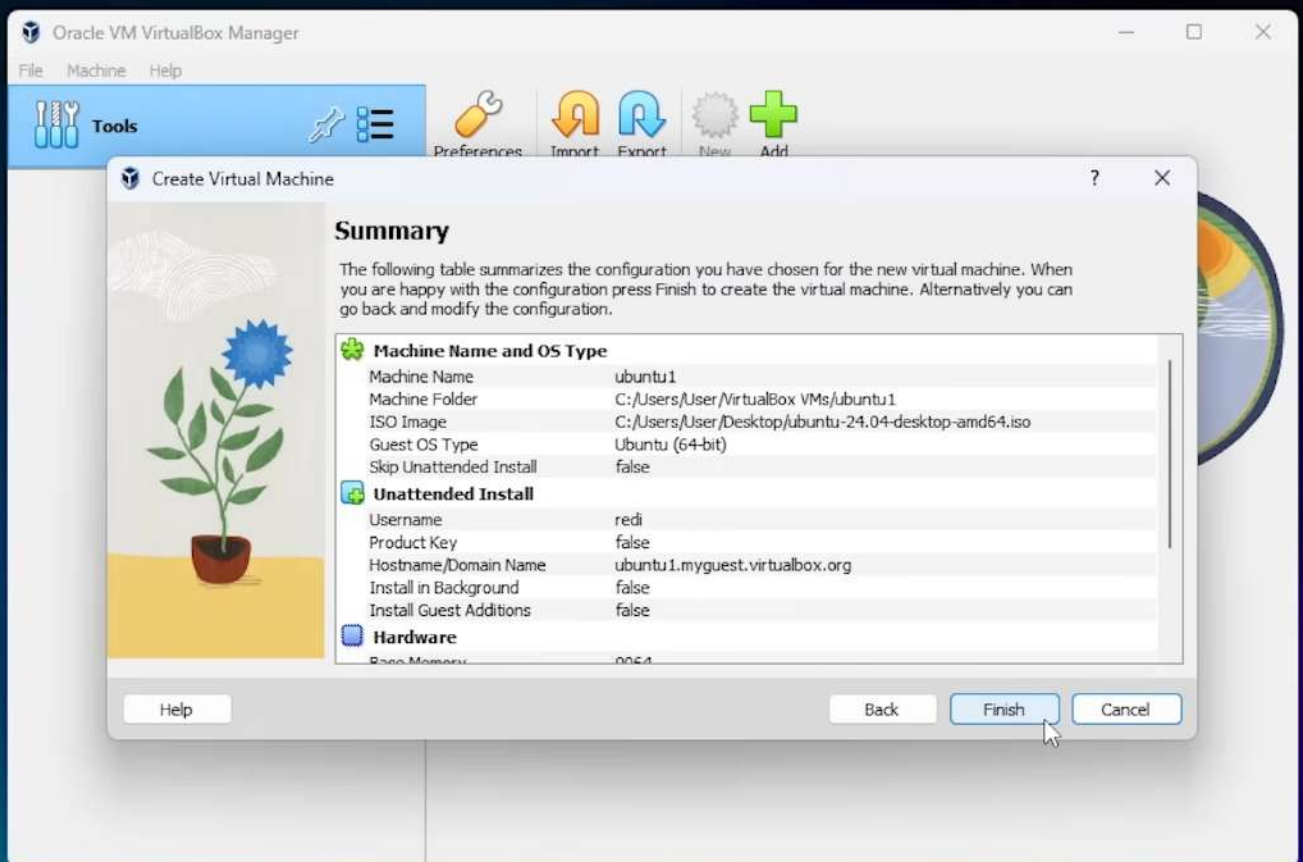 Oracle VM VirtualBox Manager
File Machine Help
Tools
Preferences Import Export New Add
Create Virtual Machine ?
Summary
The following table summarizes the configuration you have chosen for the new virtual machine. When
you are happy with the configuration press Finish to create the virtual machine. Alternatively you can
go back and modify the configuration.
Machine Name and OS Type
Machine Name ubuntu1
Machine Folder C:/Users/User/VirtualBox VMs/ubuntu1
ISO Image C:/Users/User/Desktop/ubuntu-24.04-desktop-amd64.iso
Guest OS Type Ubuntu (64-bit)
Skip Unattended Install false
Unattended Install
Username redi
Product Key false
Hostname/Domain Name ubuntu1.myguest.virtualbox.org
Install in Background false
Install Guest Additions false
Hardware
Base Memory
Help Back Finish Cancel